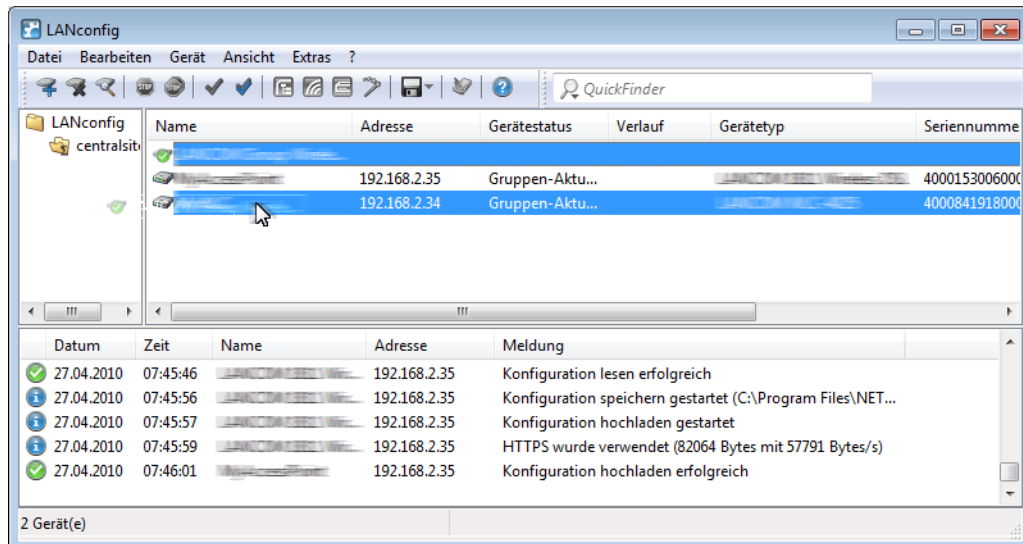 LANconfig
Datei Bearbeiten Gerät Ansicht Extras ?
QuickFinder
LANconfig
centralsit
Name Adresse Gerätestatus Verlauf Gerätetyp Seriennumme
192.168.2.35 Gruppen-Aktu... 4000153006000
192.168.2.34 Gruppen-Aktu... 4000841918000
Datum Zeit Name Adresse Meldung
27.04.2010 07:45:46 192.168.2.35 Konfiguration lesen erfolgreich
27.04.2010 07:45:56 192.168.2.35 Konfiguration speichern gestartet (C:\Program Files\NET...
27.04.2010 07:45:57 192.168.2.35 Konfiguration hochladen gestartet
27.04.2010 07:45:59 192.168.2.35 HTTPS wurde verwendet (82064 Bytes mit 57791 Bytes/s)
27.04.2010 07:46:01 192.168.2.35 Konfiguration hochladen erfolgreich
2 Gerät(e)